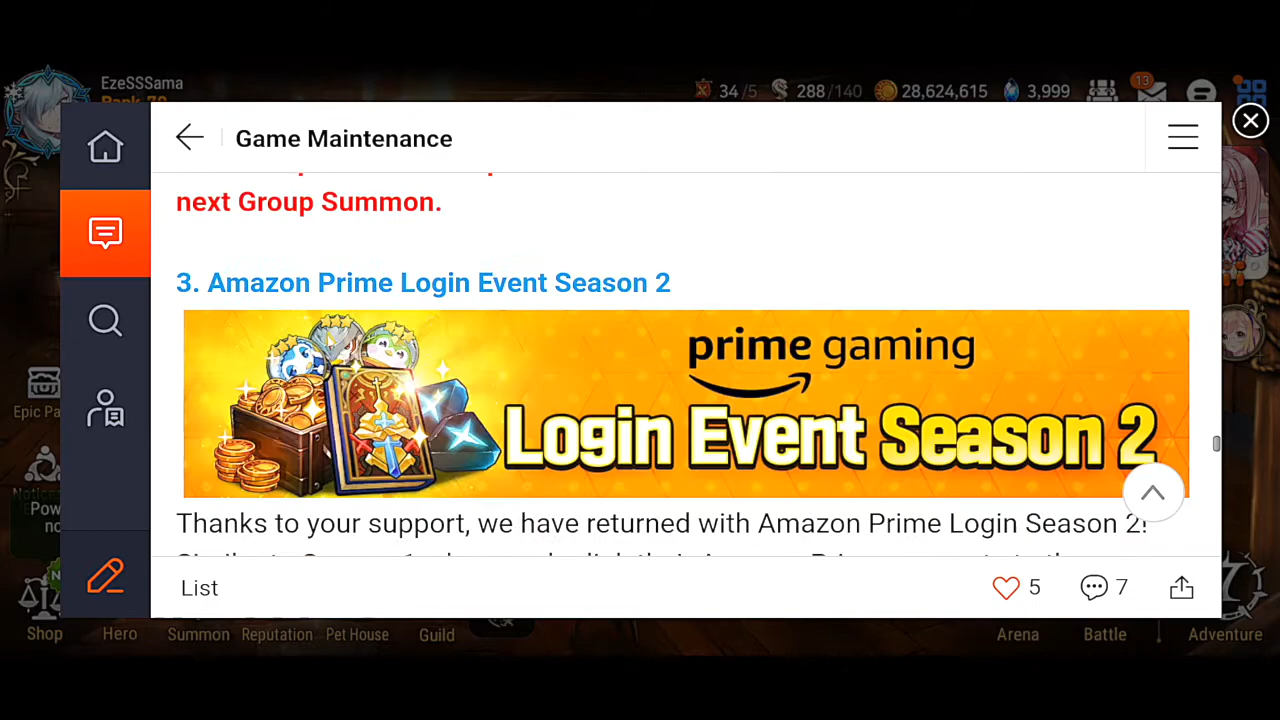 EzeSSSama
34/5
288/140
28,624,615
3,999
13
Game Maintenance
next Group Summon.
3. Amazon Prime Login Event Season 2
prime gaming
Login Event Season 2
Thanks to your support, we have returned with Amazon Prime Login Season 2!
List
5
7
Epic Pa
Pow
no
N
Shop
Hero
Summon
Reputation
Pet House
Guild
Arena
Battle
Adventure